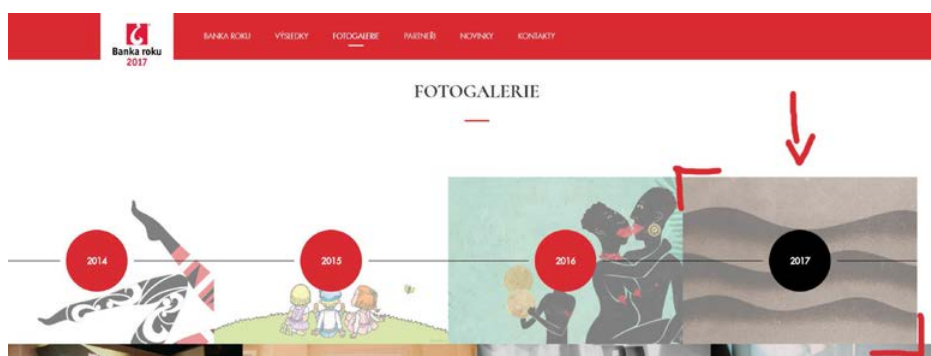 Banka roku
2017
BANKA ROKU VÝSLEDKY FOTOGALERIE PARTNEŘI NOVINKY KONTAKTY
FOTOGALERIE
2014 2015 2016 2017